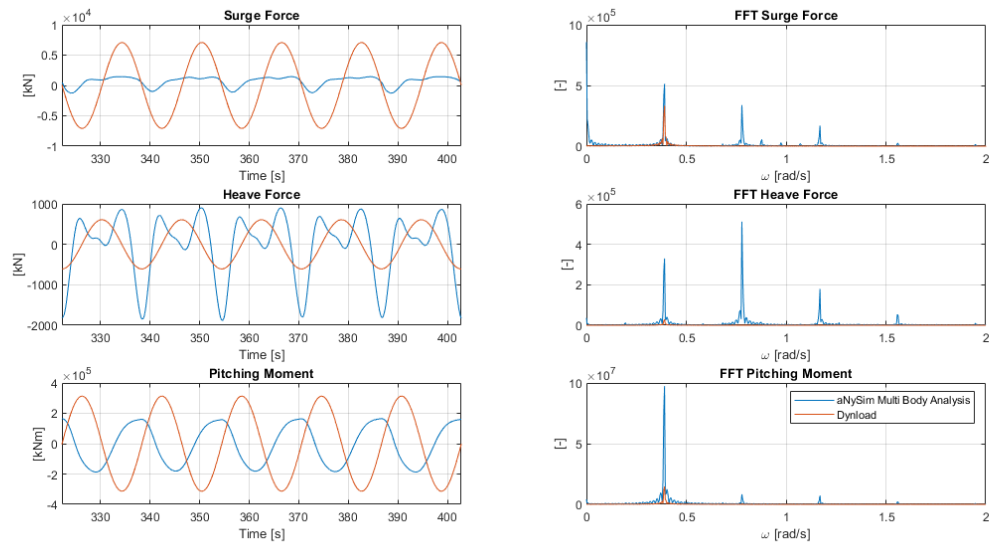 Surge Force
×10⁴
1
0.5
0
-0.5
-1
[kN]
330 340 350 360 370 380 390 400
Time [s]
FFT Surge Force
×10⁵
10
5
0
[-]
0 0.5 1 1.5 2
ω [rad/s]
Heave Force
1000
0
-1000
-2000
[kN]
330 340 350 360 370 380 390 400
Time [s]
FFT Heave Force
×10⁵
6
4
2
0
[-]
0 0.5 1 1.5 2
ω [rad/s]
Pitching Moment
×10⁵
4
2
0
-2
-4
[kNm]
330 340 350 360 370 380 390 400
Time [s]
FFT Pitching Moment
×10⁷
10
5
0
[-]
aNySim Multi Body Analysis
Dynload
0 0.5 1 1.5 2
ω [rad/s]